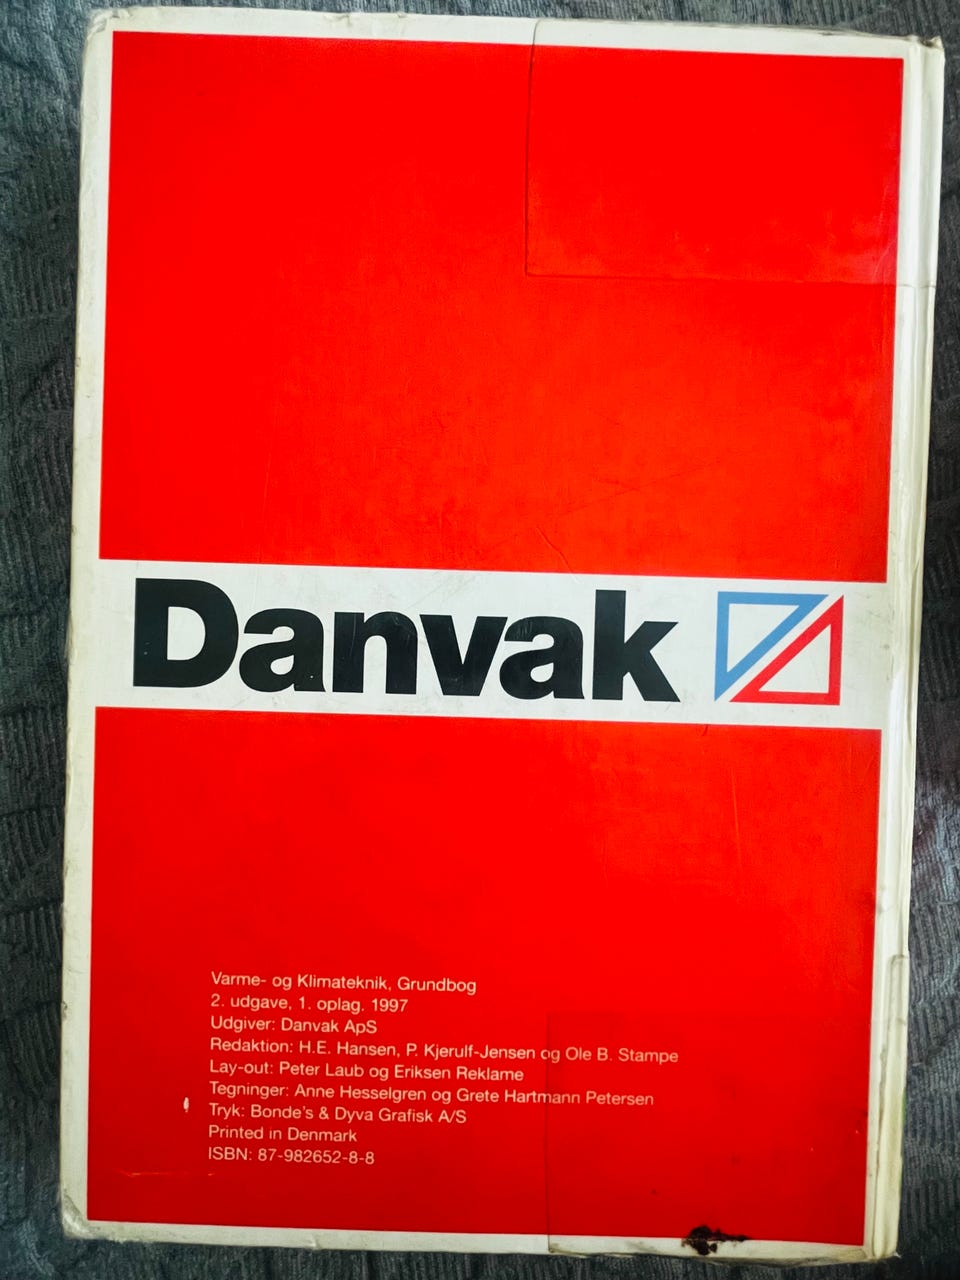 Danvak
Varme- og Klimateknik, Grundbog
2. udgave, 1. oplag. 1997
Udgiver: Danvak ApS
Redaktion: H.E. Hansen, P. Kjerulf-Jensen og Ole B. Stampe
Lay-out: Peter Laub og Eriksen Reklame
Tegninger: Anne Hesselgren og Grete Hartmann Petersen
Tryk: Bonde's & Dyva Grafisk A/S
Printed in Denmark
ISBN: 87-982652-8-8